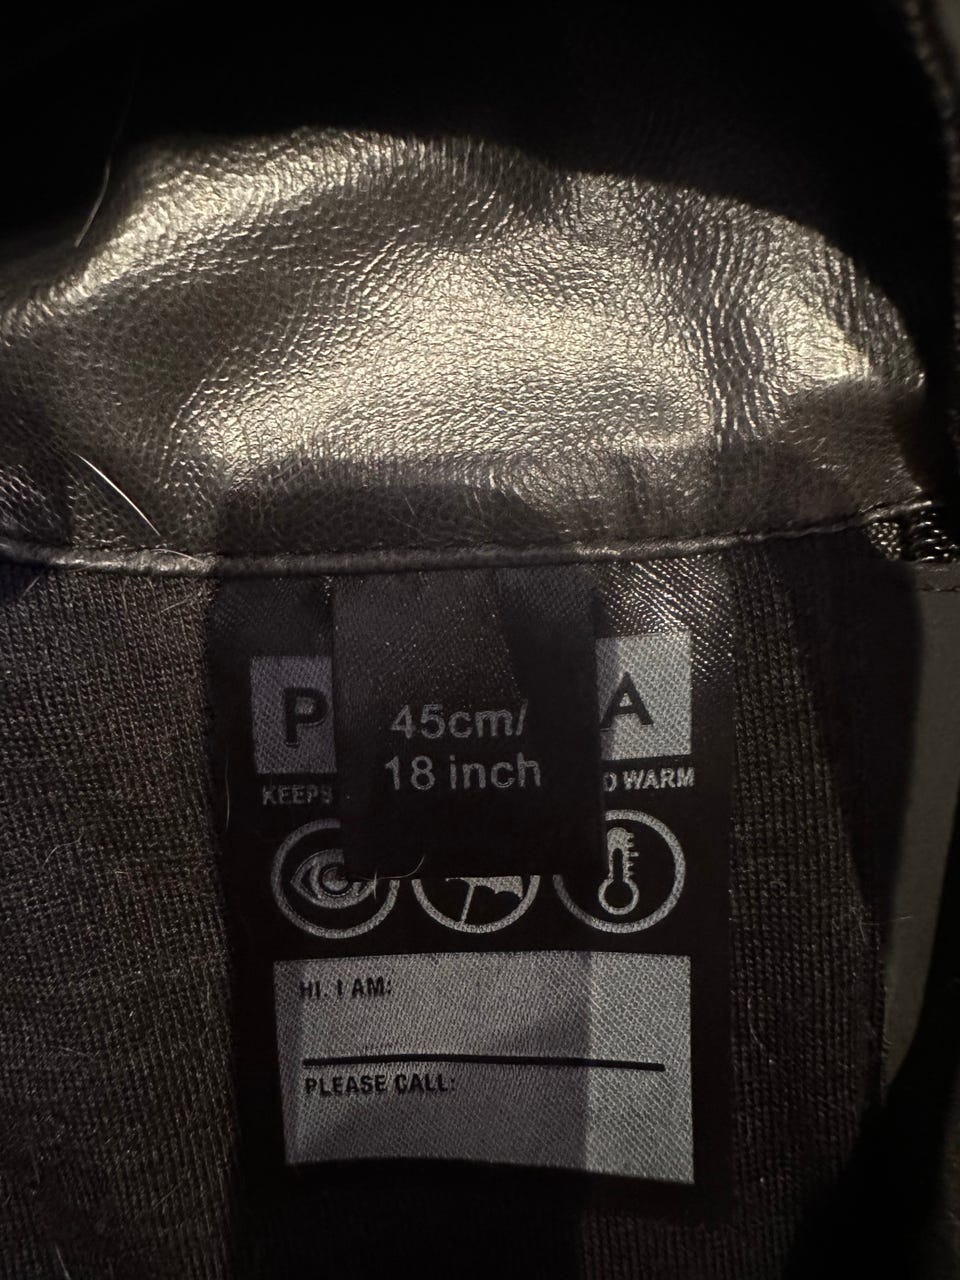 P A
45cm/
18 inch
KEEPS D WARM
HI. I AM:
PLEASE CALL: